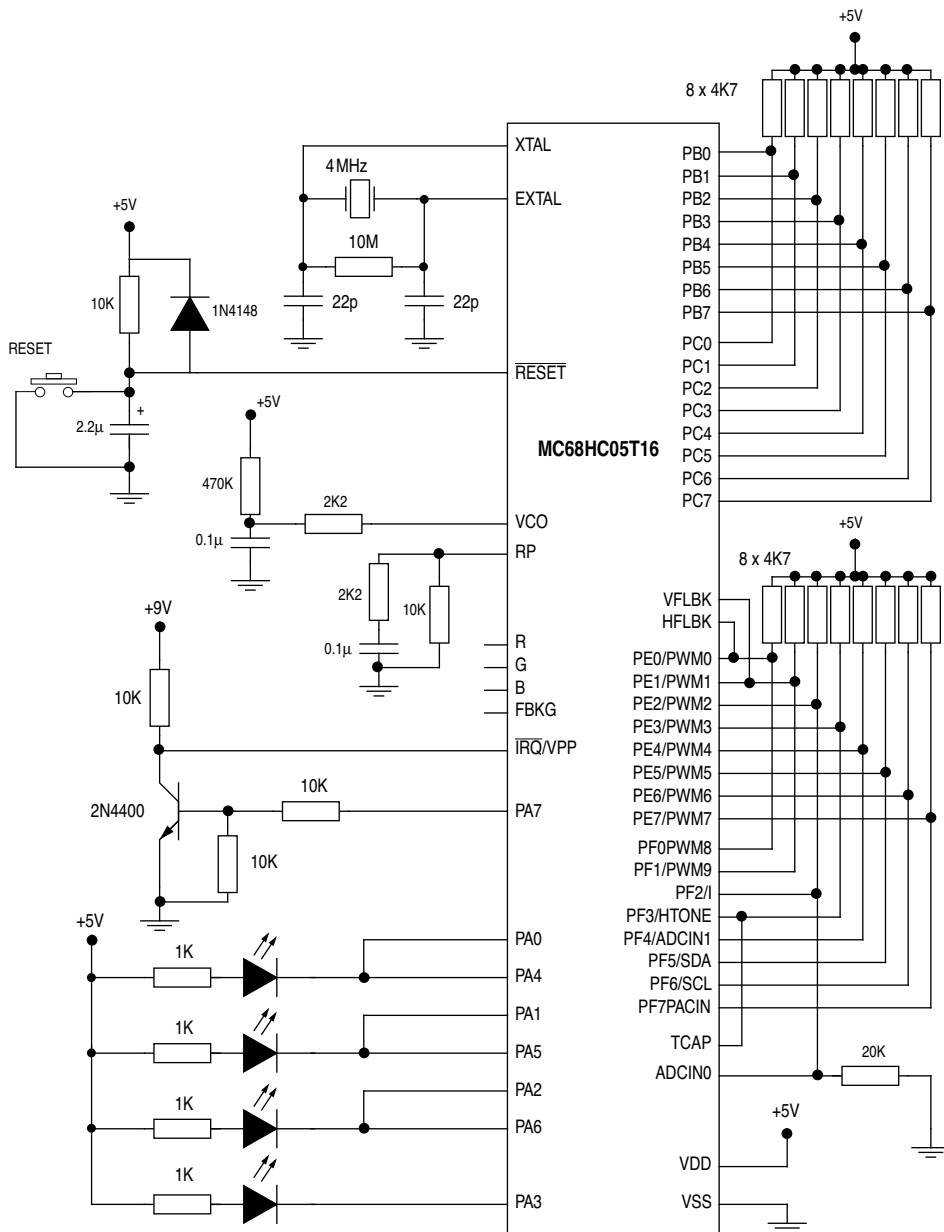 +5V
8 x 4K7
XTAL
4MHz
PB0
PB1
EXTAL
PB2
+5V
PB3
10M
PB4
PB5
10K
1N4148
22p
22p
PB6
PB7
RESET
PC0
RESET
PC1
PC2
+
2.2µ
+5V
PC3
PC4
MC68HC05T16
PC5
470K
PC6
2K2
PC7
VCO
+5V
0.1µ
RP
8 x 4K7
2K2
10K
VFLBK
+9V
HFLBK
R
0.1µ
G
PE0/PWM0
B
PE1/PWM1
10K
FBKG
PE2/PWM2
PE3/PWM3
IRQ/VPP
PE4/PWM4
PE5/PWM5
10K
PE6/PWM6
2N4400
PA7
PE7/PWM7
PF0PWM8
10K
PF1/PWM9
PF2/I
+5V
PF3/HTONE
PA0
PF4/ADCIN1
1K
PF5/SDA
PA4
PF6/SCL
PF7PACIN
PA1
1K
TCAP
PA5
20K
ADCIN0
PA2
1K
+5V
PA6
VDD
1K
PA3
VSS